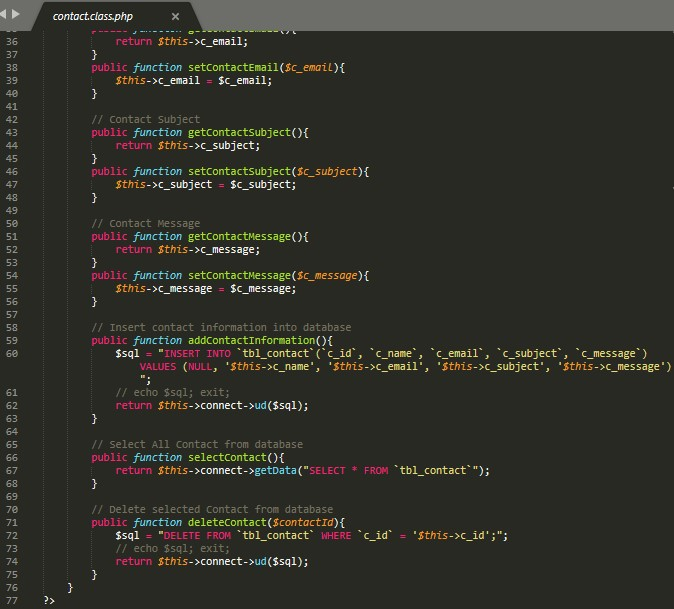 contact.class.php ×
36 return $this->c_email;
37 }
38 public function setContactEmail($c_email){
39 $this->c_email = $c_email;
40 }
41
42 // Contact Subject
43 public function getContactSubject(){
44 return $this->c_subject;
45 }
46 public function setContactSubject($c_subject){
47 $this->c_subject = $c_subject;
48 }
49
50 // Contact Message
51 public function getContactMessage(){
52 return $this->c_message;
53 }
54 public function setContactMessage($c_message){
55 $this->c_message = $c_message;
56 }
57
58 // Insert contact information into database
59 public function addContactInformation(){
60 $sql = "INSERT INTO `tbl_contact`(`c_id`, `c_name`, `c_email`, `c_subject`, `c_message`)
VALUES (NULL, '$this->c_name', '$this->c_email', '$this->c_subject', '$this->c_message')
";
61 // echo $sql; exit;
62 return $this->connect->ud($sql);
63 }
64
65 // Select All Contact from database
66 public function selectContact(){
67 return $this->connect->getData("SELECT * FROM `tbl_contact`");
68 }
69
70 // Delete selected Contact from database
71 public function deleteContact($contactId){
72 $sql = "DELETE FROM `tbl_contact` WHERE `c_id` = '$this->c_id';";
73 // echo $sql; exit;
74 return $this->connect->ud($sql);
75 }
76 }
77 ?>